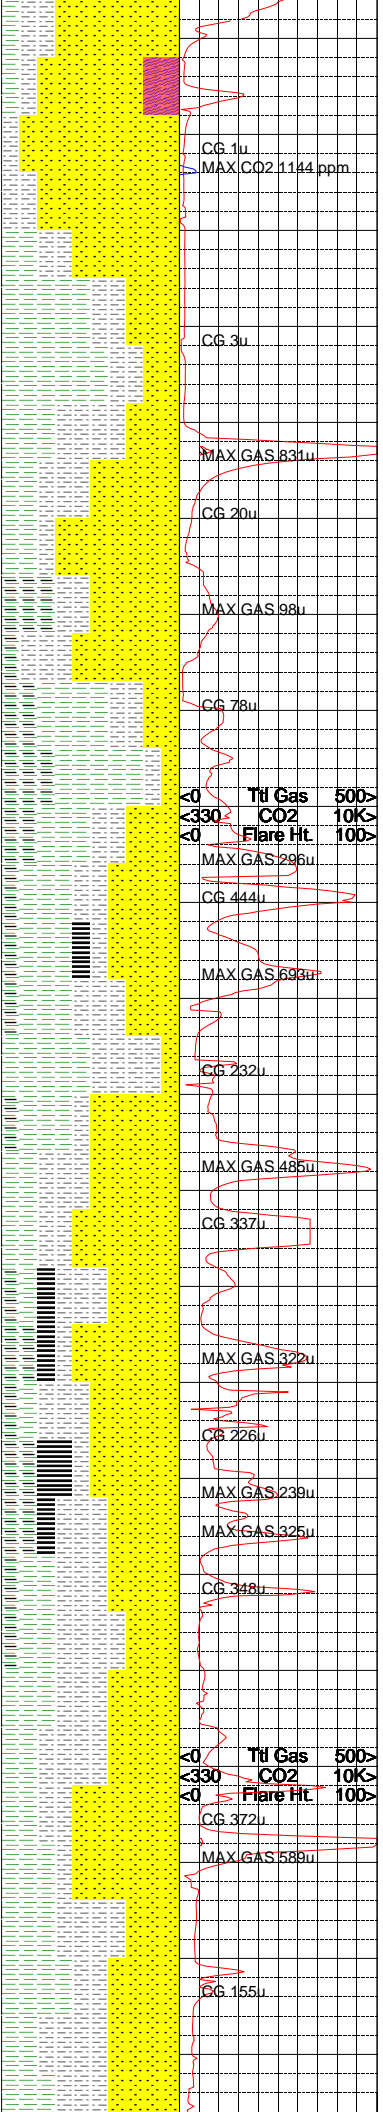 CG 1u
MAX CO2 1144 ppm
CG 3u
MAX GAS 831u
CG 20u
MAX GAS 98u
CG 78u
<0 Ttl Gas 500>
<330 CO2 10K>
<0 Flare Ht. 100>
MAX GAS 296u
CG 444u
MAX GAS 693u
CG 232u
MAX GAS 485u
CG 337u
MAX GAS 322u
CG 226u
MAX GAS 239u
MAX GAS 325u
CG 348u
<0 Ttl Gas 500>
<330 CO2 10K>
<0 Flare Ht. 100>
CG 372u
MAX GAS 589u
CG 155u